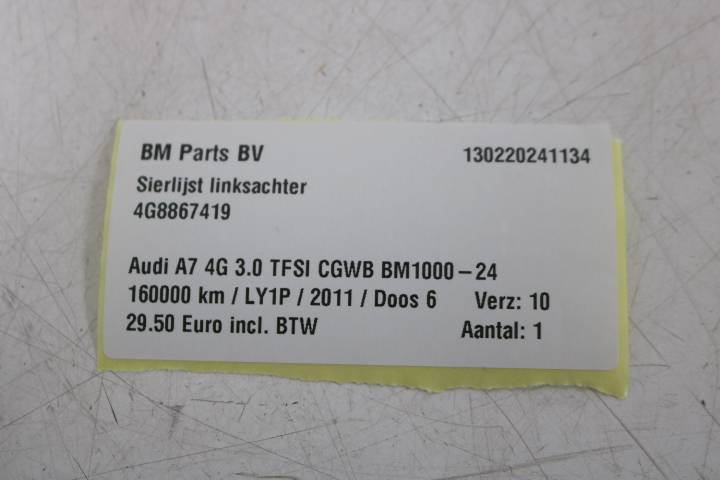 BM Parts BV 130220241134
Sierlijst linksachter
4G8867419
Audi A7 4G 3.0 TFSI CGWB BM1000-24
160000 km / LY1P / 2011 / Doos 6 Verz: 10
29.50 Euro incl. BTW Aantal: 1